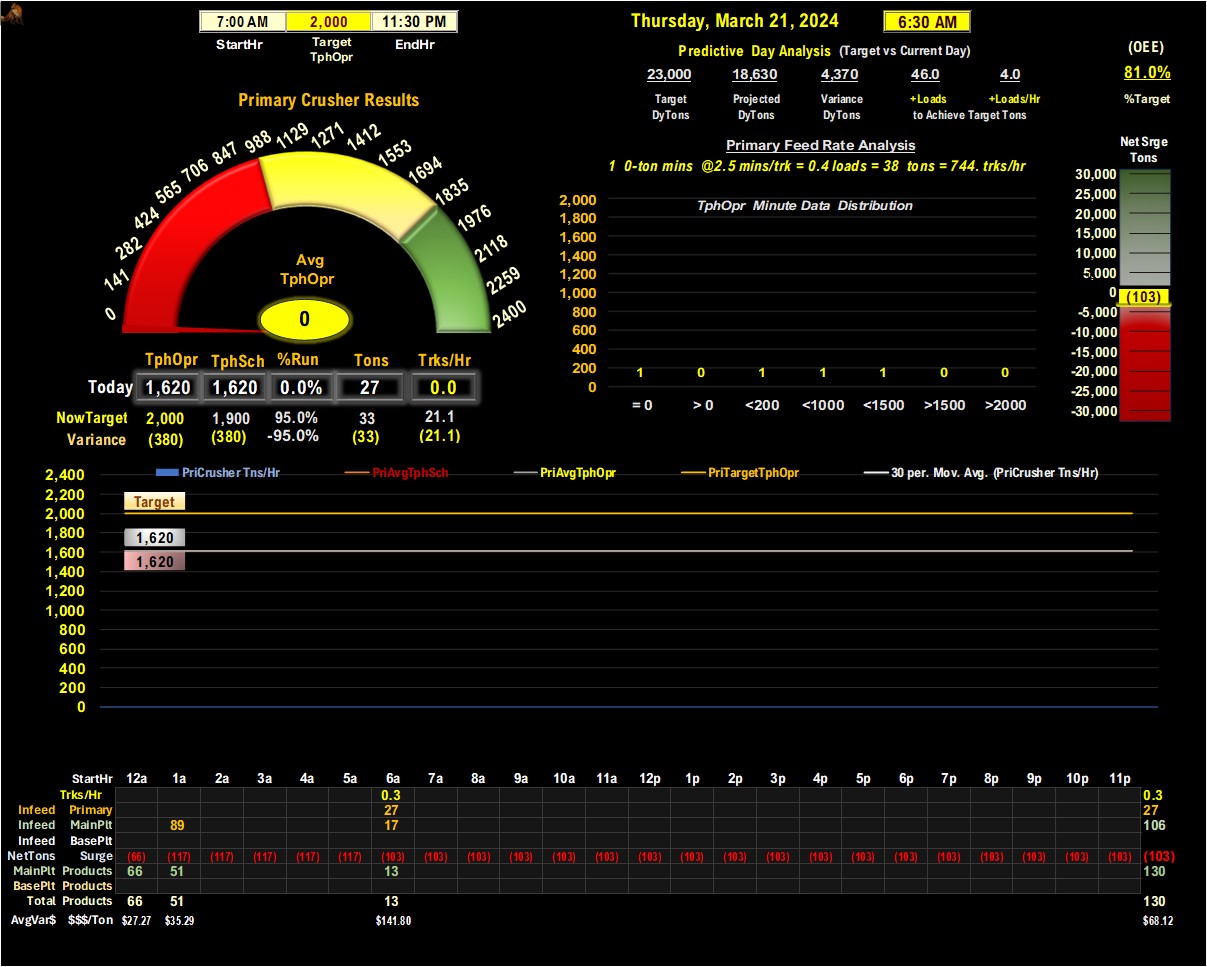 7:00 AM 2,000 11:30 PM
StartHr Target TphOpr EndHr
Thursday, March 21, 2024 6:30 AM
Predictive Day Analysis (Target vs Current Day)
23,000 18,630 4,370 46.0 4.0
Target DyTons Projected DyTons Variance DyTons +Loads +Loads/Hr
to Achieve Target Tons
(OEE)
81.0%
%Target
Primary Crusher Results
0 141 282 424 565 706 847 988 1129 1271 1412 1553 1694 1835 1976 2118 2259 2400
Avg
TphOpr
0
Primary Feed Rate Analysis
1 0-ton mins @2.5 mins/trk = 0.4 loads = 38 tons = 744. trks/hr
TphOpr Minute Data Distribution
2,000
1,800
1,600
1,400
1,200
1,000
800
600
400
200
0
1 0 1 1 1 0 0
= 0 > 0 <200 <1000 <1500 >1500 >2000
Net Srge
Tons
30,000
25,000
20,000
15,000
10,000
5,000
0 (103)
-5,000
-10,000
-15,000
-20,000
-25,000
-30,000
TphOpr TphSch %Run Tons Trks/Hr
Today 1,620 1,620 0.0% 27 0.0
NowTarget 2,000 1,900 95.0% 33 21.1
Variance (380) (380) -95.0% (33) (21.1)
PriCrusher Tns/Hr PriAvgTphSch PriAvgTphOpr PriTargetTphOpr 30 per. Mov. Avg. (PriCrusher Tns/Hr)
2,400
2,200
2,000
1,800
1,600
1,400
1,200
1,000
800
600
400
200
0
Target
1,620
1,620
StartHr 12a 1a 2a 3a 4a 5a 6a 7a 8a 9a 10a 11a 12p 1p 2p 3p 4p 5p 6p 7p 8p 9p 10p 11p
Trks/Hr 0.3 0.3
Infeed Primary 27 27
Infeed MainPlt 89 17 106
Infeed BasePlt
NetTons Surge (66) (117) (117) (117) (117) (117) (103) (103) (103) (103) (103) (103) (103) (103) (103) (103) (103) (103) (103) (103) (103) (103) (103) (103) (103)
MainPlt Products 66 51 13 130
BasePlt Products
Total Products 66 51 13 130
AvgVar$ $$$/Ton $27.27 $35.29 $141.80 $68.12